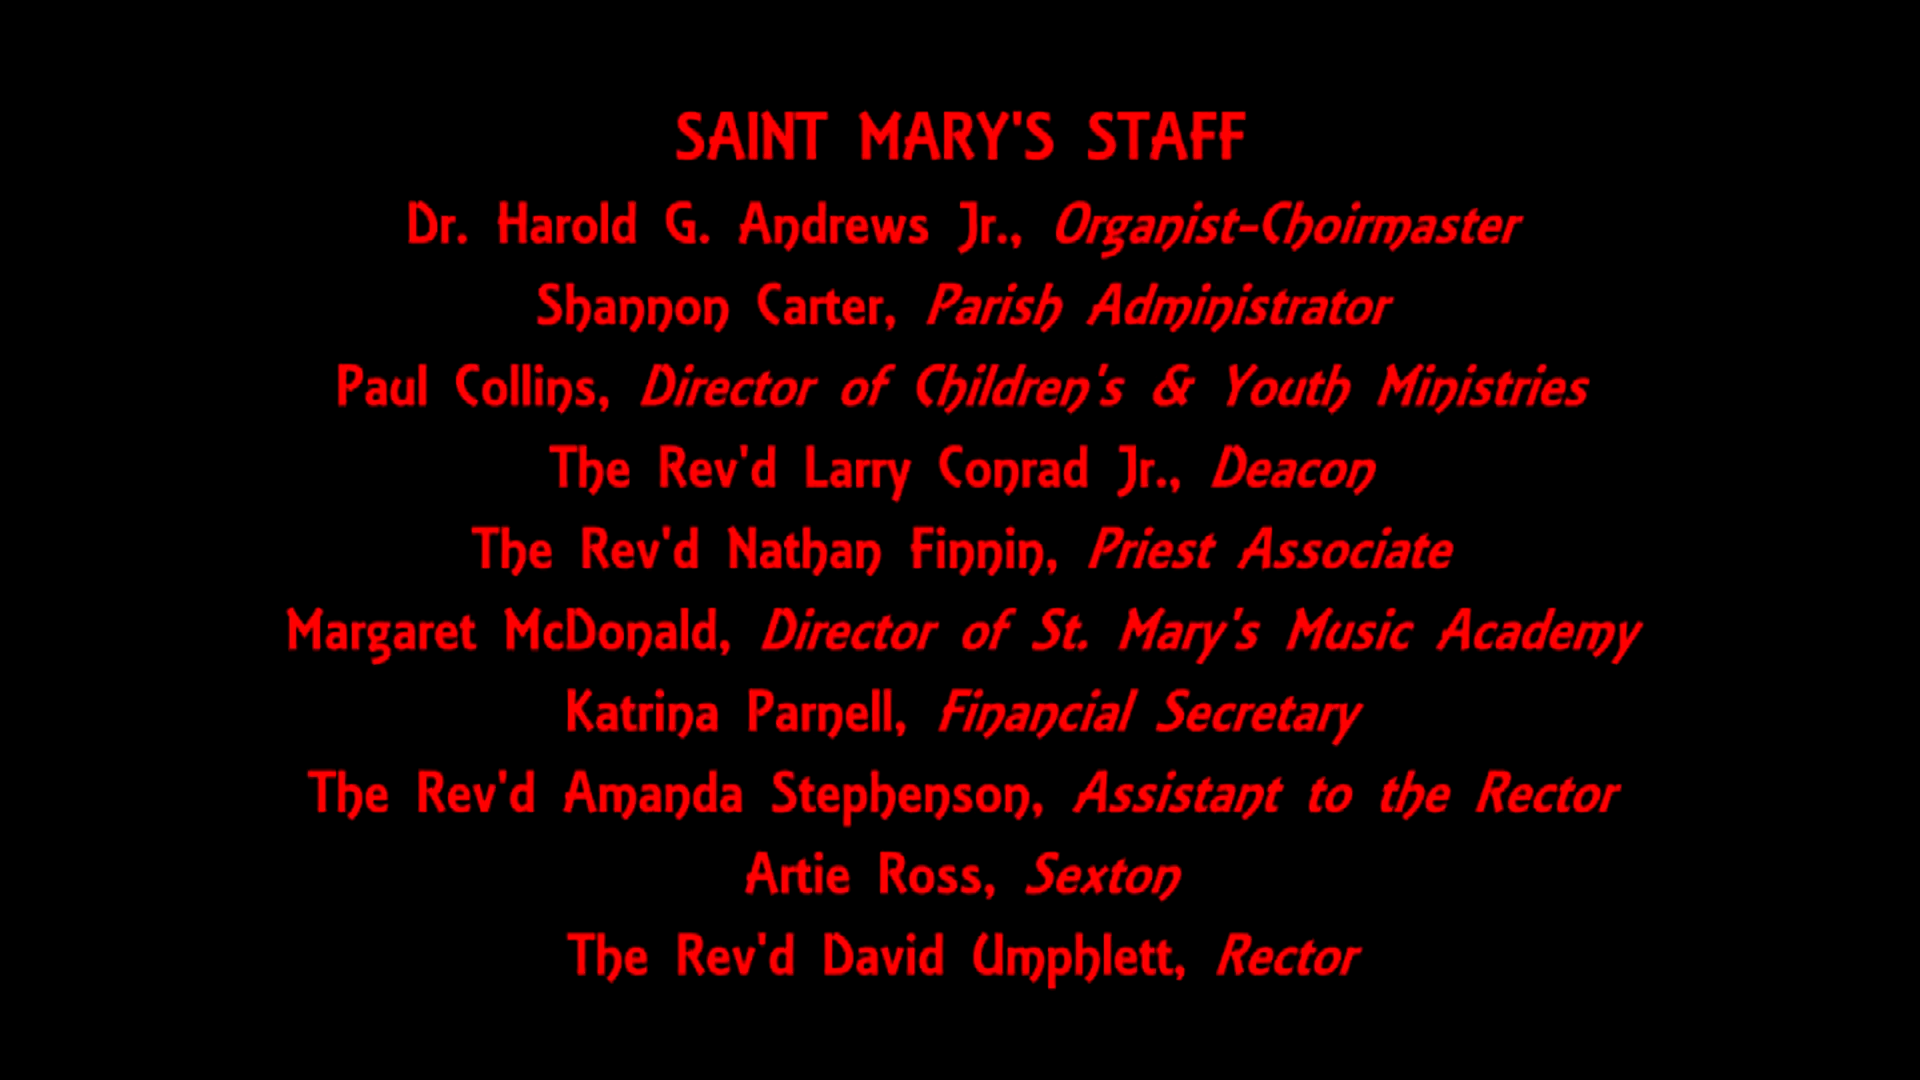 SAINT MARY'S STAFF
Dr. Harold G. Andrews Jr., Organist-Choirmaster
Shannon Carter, Parish Administrator
Paul Collins, Director of Children's & Youth Ministries
The Rev'd Larry Conrad Jr., Deacon
The Rev'd Nathan Finnin, Priest Associate
Margaret McDonald, Director of St. Mary's Music Academy
Katrina Parnell, Financial Secretary
The Rev'd Amanda Stephenson, Assistant to the Rector
Artie Ross, Sexton
The Rev'd David Umphlett, Rector